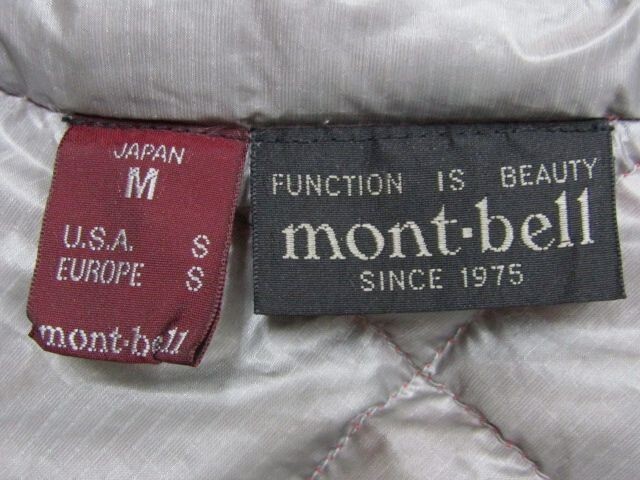 JAPAN
M
U.S.A. S
EUROPE S
mont·bell
FUNCTION IS BEAUTY
mont·bell
SINCE 1975